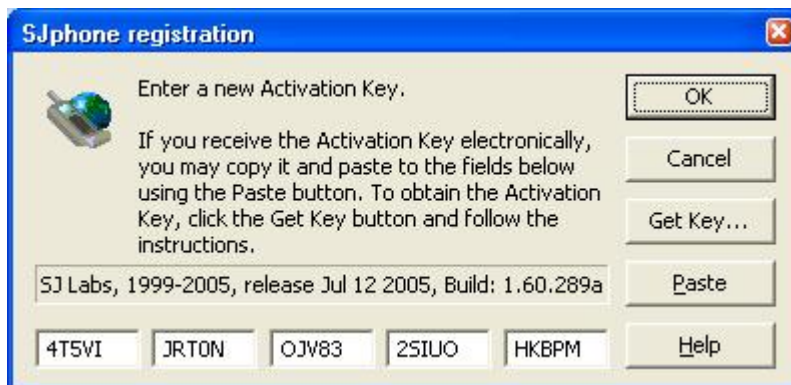 SJphone registration
Enter a new Activation Key.
OK
If you receive the Activation Key electronically,
you may copy it and paste to the fields below
using the Paste button. To obtain the Activation
Key, click the Get Key button and follow the
instructions.
Cancel
Get Key...
SJ Labs, 1999-2005, release Jul 12 2005, Build: 1.60.289a
Paste
4T5VI JRT0N OJV83 2SIUO HKBPM
Help